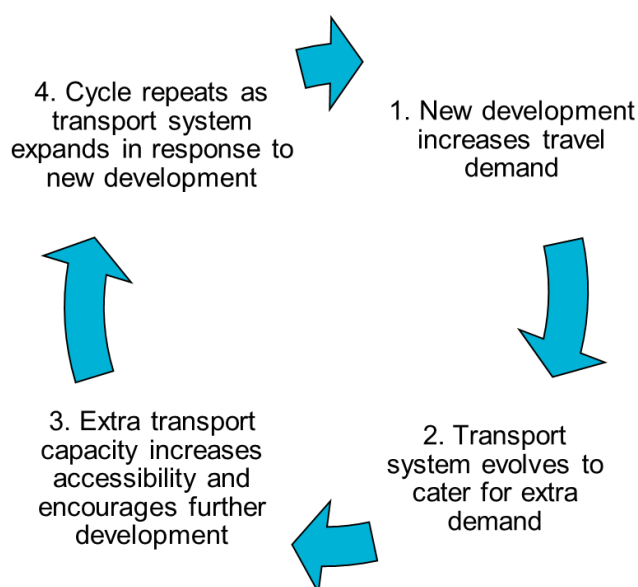 1. New development
increases travel
demand
2. Transport
system evolves to
cater for extra
demand
3. Extra transport
capacity increases
accessibility and
encourages further
development
4. Cycle repeats as
transport system
expands in response to
new development